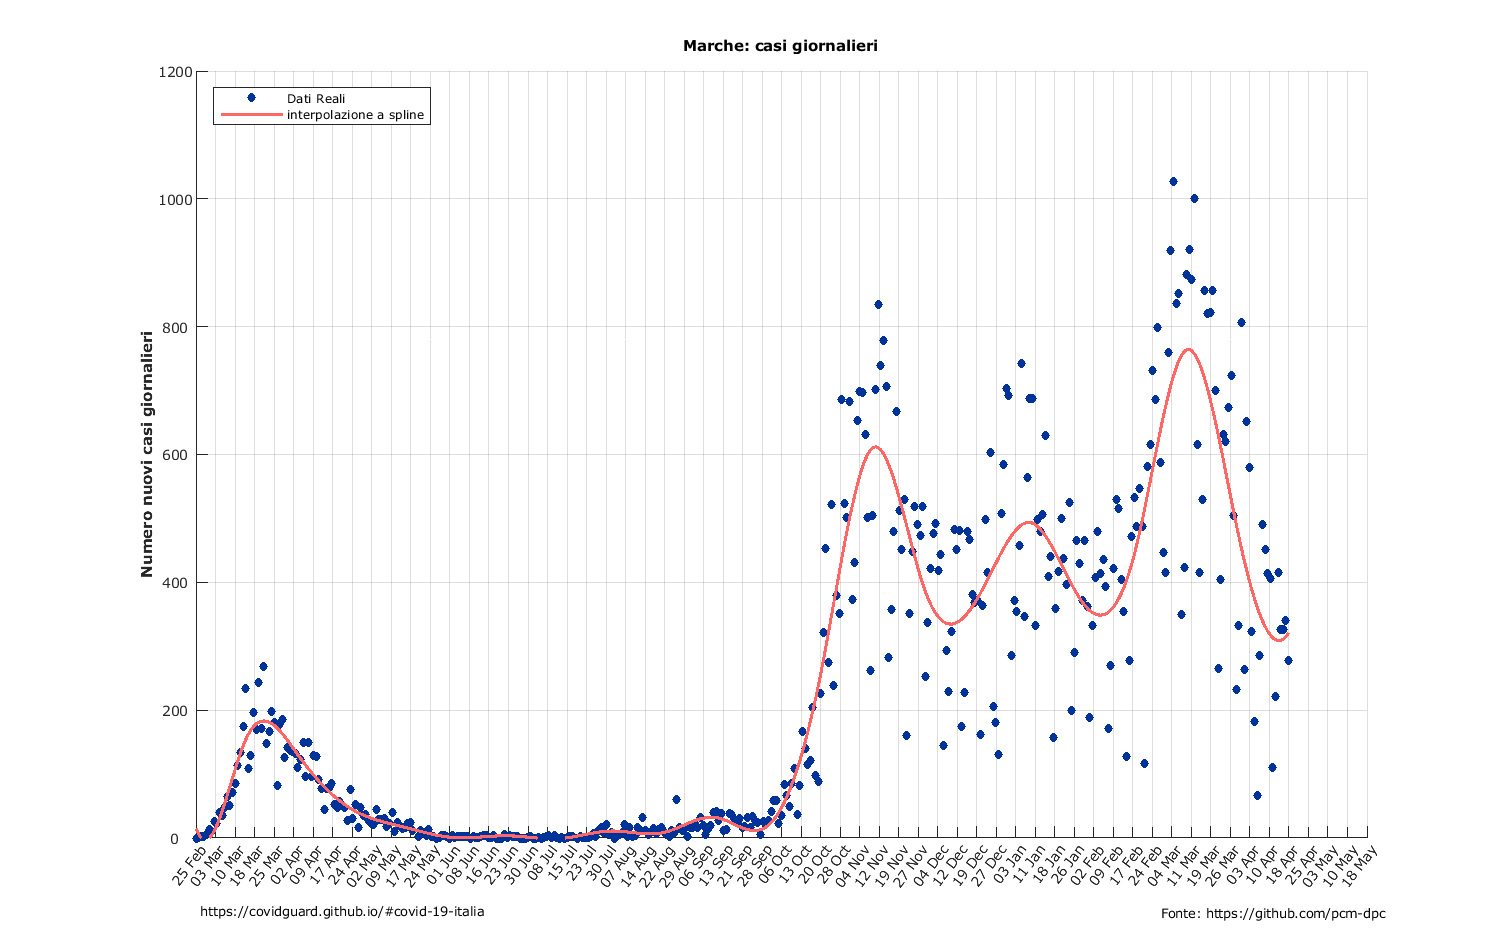 Marche: casi giornalieri
Dati Reali
interpolazione a spline
Numero nuovi casi giornalieri
1200
1000
800
600
400
200
0
25 Feb
03 Mar
10 Mar
18 Mar
25 Mar
02 Apr
09 Apr
17 Apr
24 Apr
02 May
09 May
17 May
24 May
01 Jun
08 Jun
16 Jun
23 Jun
30 Jun
08 Jul
15 Jul
23 Jul
30 Jul
07 Aug
14 Aug
22 Aug
29 Aug
06 Sep
13 Sep
21 Sep
28 Sep
06 Oct
13 Oct
20 Oct
28 Oct
04 Nov
12 Nov
19 Nov
27 Nov
04 Dec
12 Dec
19 Dec
27 Dec
03 Jan
11 Jan
18 Jan
26 Jan
02 Feb
09 Feb
17 Feb
24 Feb
04 Mar
11 Mar
19 Mar
26 Mar
03 Apr
10 Apr
18 Apr
25 Apr
03 May
10 May
18 May
https://covidguard.github.io/#covid-19-italia
Fonte: https://github.com/pcm-dpc